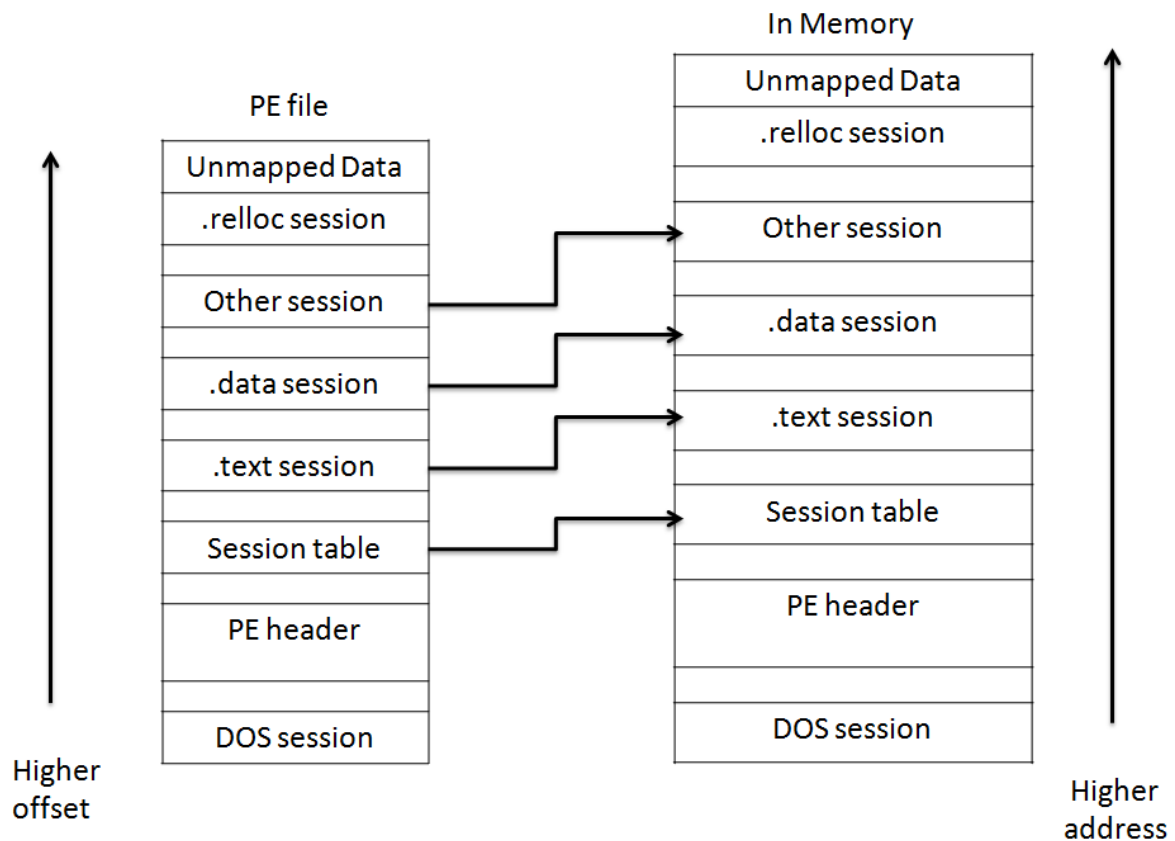 In Memory
PE file
Unmapped Data
.relloc session
Other session
.data session
.text session
Session table
PE header
DOS session
Higher
offset
Unmapped Data
.relloc session
Other session
.data session
.text session
Session table
PE header
DOS session
Higher
address